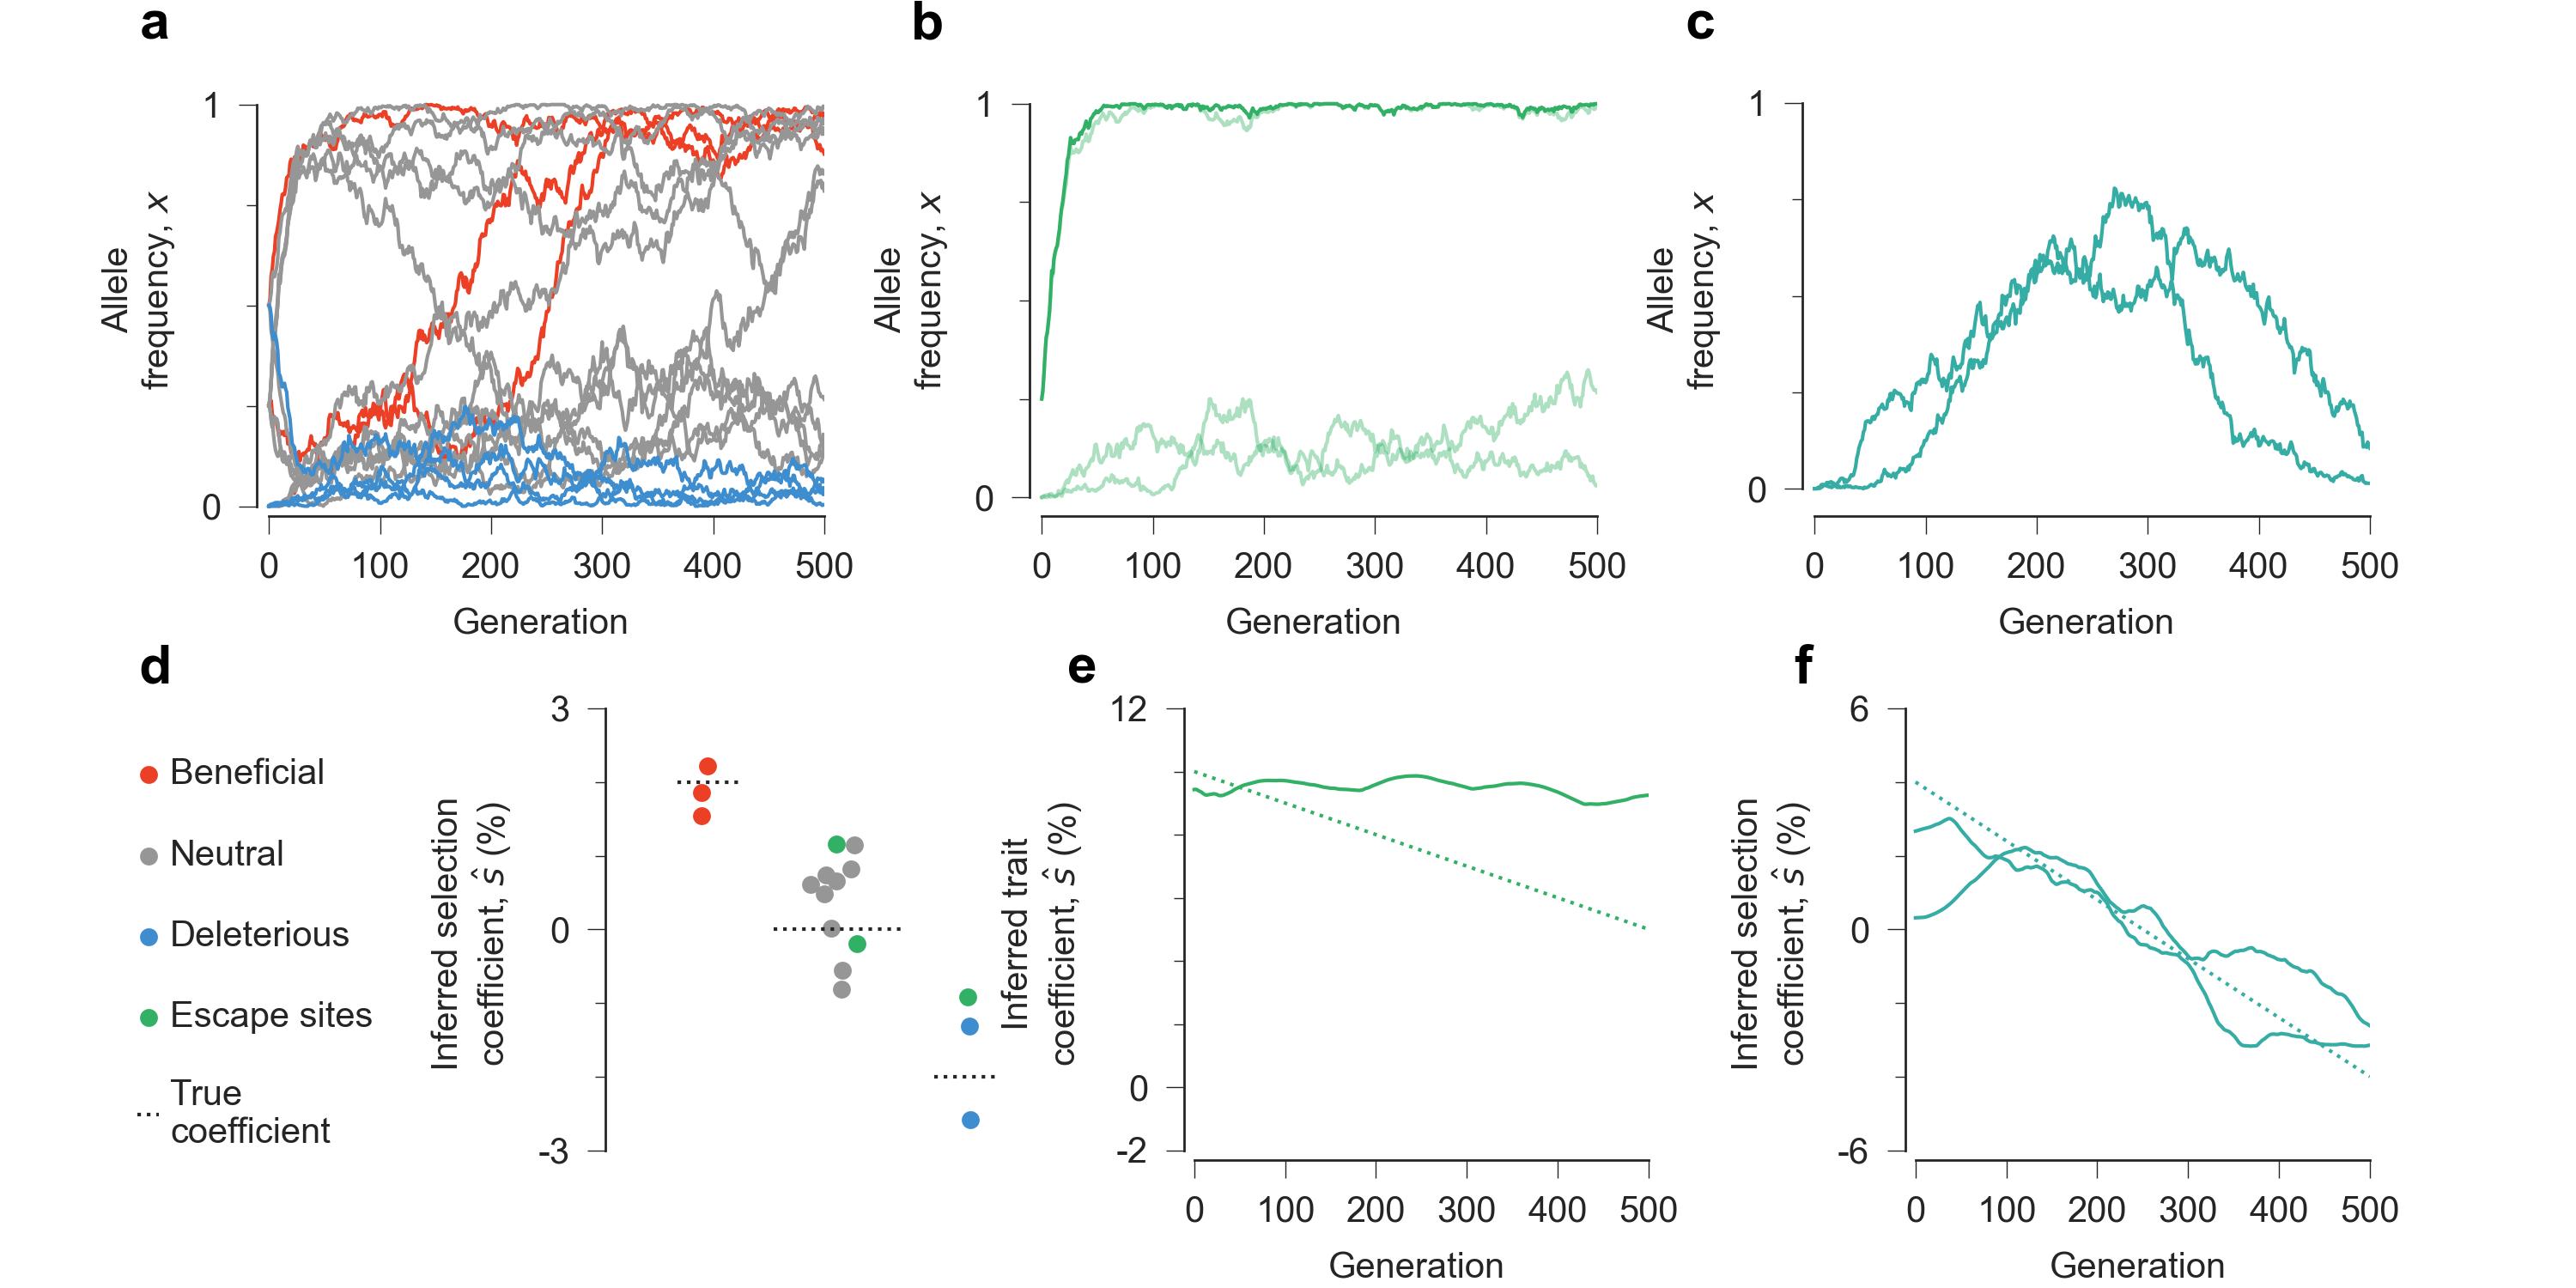 a
b
c
1
0
Allele
frequency, x
0 100 200 300 400 500
Generation
1
0
Allele
frequency, x
0 100 200 300 400 500
Generation
1
0
Allele
frequency, x
0 100 200 300 400 500
Generation
d
Beneficial
Neutral
Deleterious
Escape sites
True
coefficient
3
0
-3
Inferred selection
coefficient, ŝ (%)
e
12
0
-2
Inferred trait
coefficient, ŝ (%)
0 100 200 300 400 500
Generation
f
6
0
-6
Inferred selection
coefficient, ŝ (%)
0 100 200 300 400 500
Generation